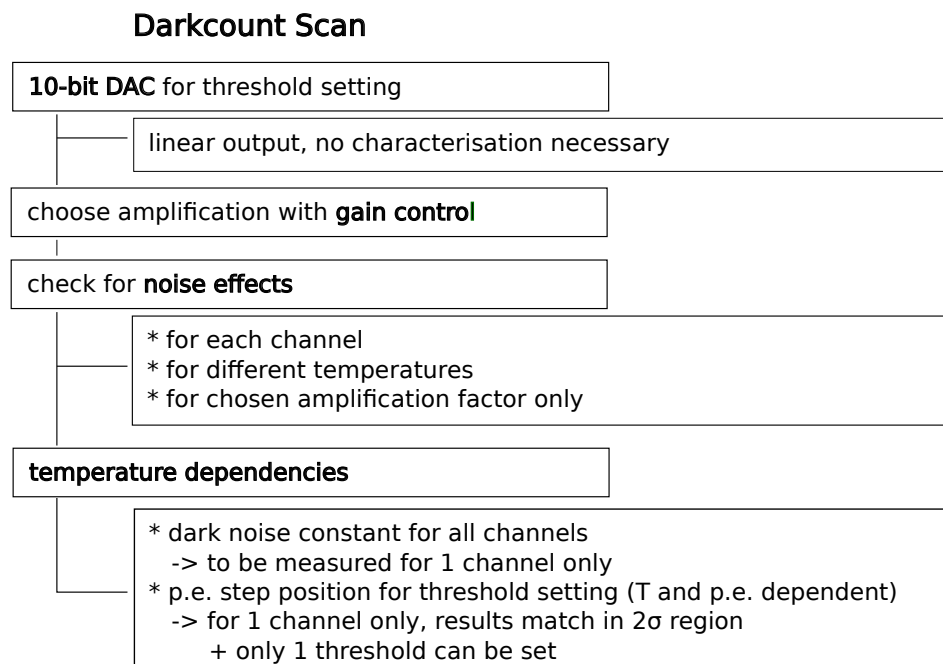 Darkcount Scan
10-bit DAC for threshold setting
linear output, no characterisation necessary
choose amplification with gain control
check for noise effects
* for each channel
* for different temperatures
* for chosen amplification factor only
temperature dependencies
* dark noise constant for all channels
-> to be measured for 1 channel only
* p.e. step position for threshold setting (T and p.e. dependent)
-> for 1 channel only, results match in 2σ region
+ only 1 threshold can be set